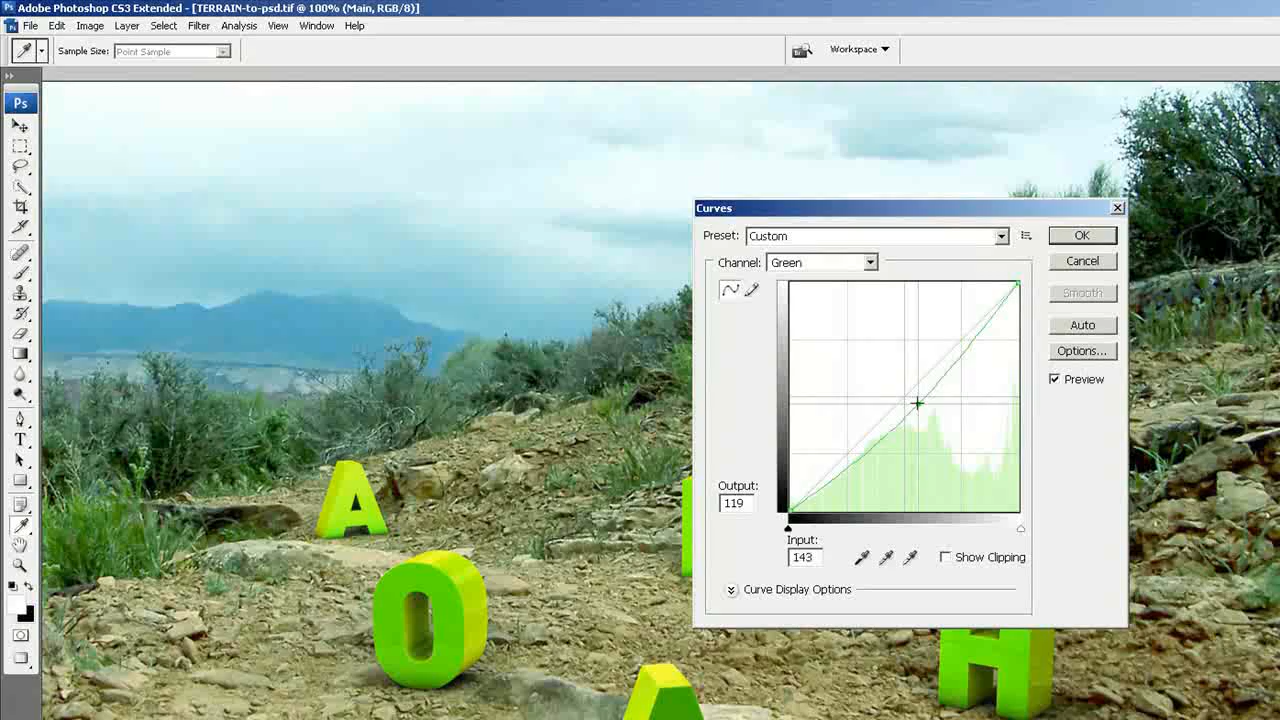 Adobe Photoshop CS3 Extended - [TERRAIN-to-psd.tif @ 100% (Main, RGB/8)]
File Edit Image Layer Select Filter Analysis View Window Help
Sample Size: Point Sample
Workspace
Ps
T
Curves
Preset: Custom
OK
Channel: Green
Cancel
Smooth
Auto
Options...
Preview
Output:
119
Input:
143
Show Clipping
Curve Display Options
A
O
H
A